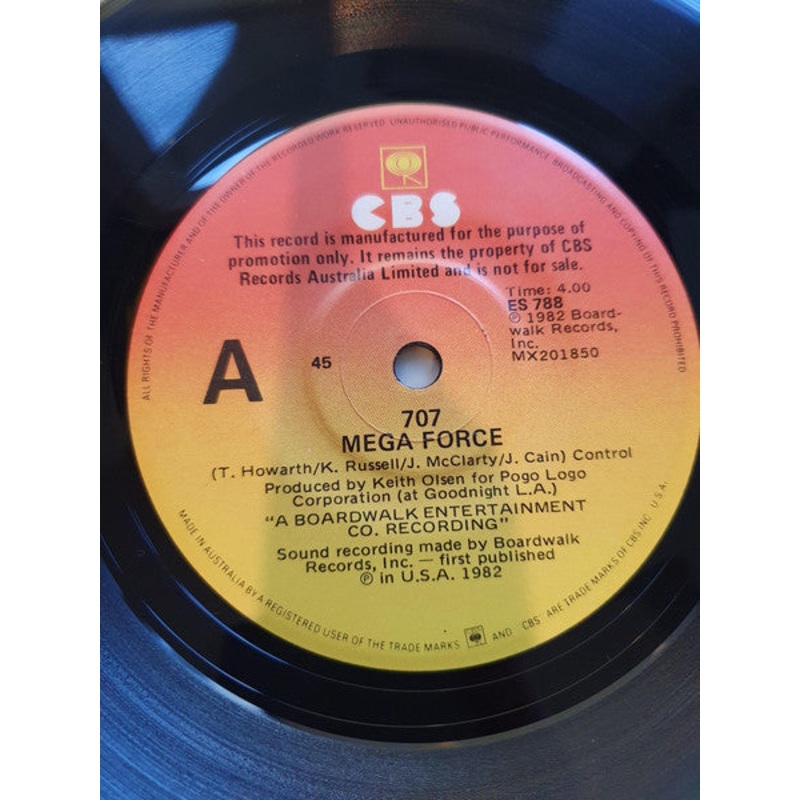 ALL RIGHTS OF THE MANUFACTURER AND OF THE OWNER OF THE RECORDED WORK RESERVED. UNAUTHORISED PUBLIC PERFORMANCE, BROADCASTING AND COPYING OF THIS RECORD PROHIBITED
CBS
This record is manufactured for the purpose of
promotion only. It remains the property of CBS
Records Australia Limited and is not for sale.
Time: 4.00
ES 788
℗ 1982 Board-
walk Records,
Inc.
MX201850
A
45
707
MEGA FORCE
(T. Howarth/K. Russell/J. McClarty/J. Cain) Control
Produced by Keith Olsen for Pogo Logo
Corporation (at Goodnight L.A.)
"A BOARDWALK ENTERTAINMENT
CO. RECORDING"
Sound recording made by Boardwalk
Records, Inc. — first published
℗ in U.S.A. 1982
MADE IN AUSTRALIA BY A REGISTERED USER OF THE TRADE MARKS AND 'CBS' ARE TRADE MARKS OF CBS INC. U.S.A.